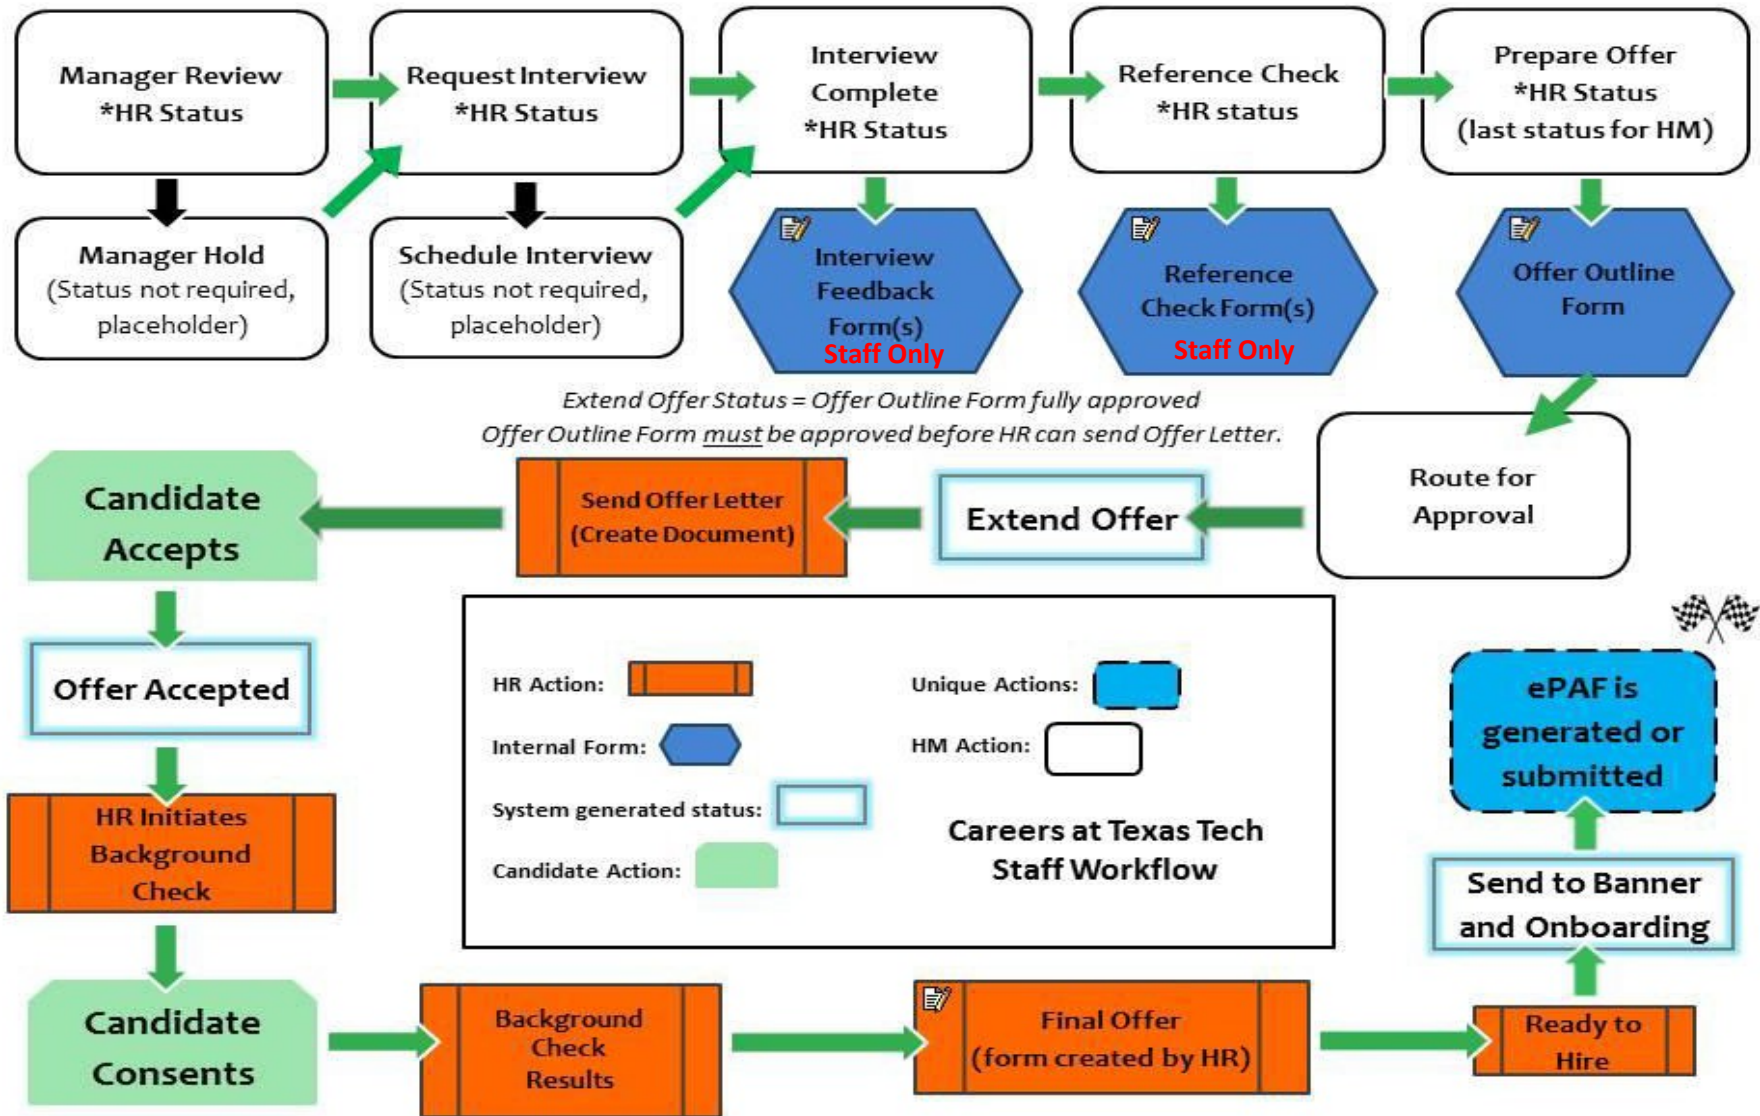 Manager Review
*HR Status
Request Interview
*HR Status
Interview
Complete
*HR Status
Reference Check
*HR status
Prepare Offer
*HR Status
(last status for HM)
Manager Hold
(Status not required,
placeholder)
Schedule Interview
(Status not required,
placeholder)
Interview
Feedback
Form(s)
Staff Only
Reference
Check Form(s)
Staff Only
Offer Outline
Form
Extend Offer Status = Offer Outline Form fully approved
Offer Outline Form must be approved before HR can send Offer Letter.
Route for
Approval
Extend Offer
Send Offer Letter
(Create Document)
Candidate
Accepts
Offer Accepted
HR Initiates
Background
Check
Candidate
Consents
Background
Check
Results
Final Offer
(form created by HR)
Ready to
Hire
Send to Banner
and Onboarding
ePAF is
generated or
submitted
HR Action:
Internal Form:
System generated status:
Candidate Action:
Unique Actions:
HM Action:
Careers at Texas Tech
Staff Workflow